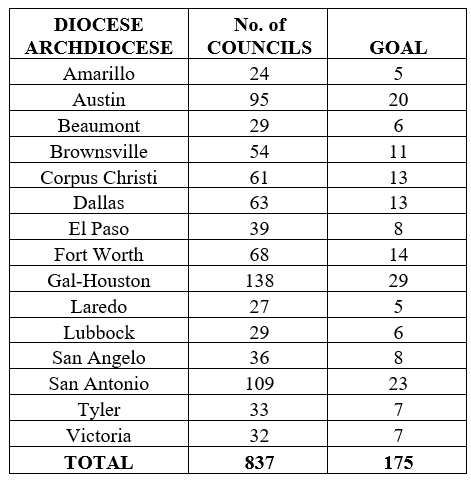 DIOCESE ARCHDIOCESE No. of COUNCILS GOAL
Amarillo 24 5
Austin 95 20
Beaumont 29 6
Brownsville 54 11
Corpus Christi 61 13
Dallas 63 13
El Paso 39 8
Fort Worth 68 14
Gal-Houston 138 29
Laredo 27 5
Lubbock 29 6
San Angelo 36 8
San Antonio 109 23
Tyler 33 7
Victoria 32 7
TOTAL 837 175